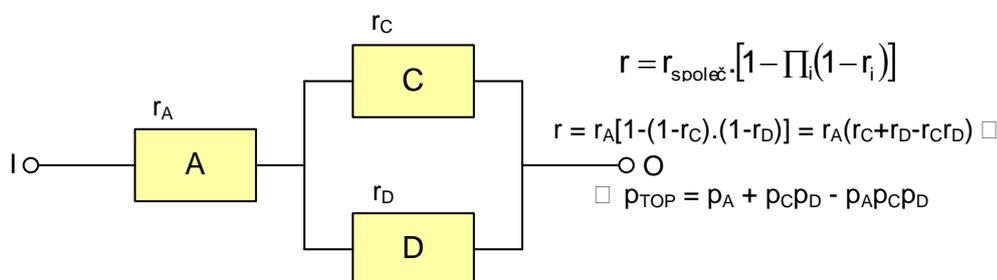 r_C
C
r = r_společ.[1−∏_i(1−r_i)]
r_A
r = r_A[1-(1-r_C).(1-r_D)] = r_A(r_C+r_D-r_Cr_D) □
I
A
O
r_D
□ p_TOP = p_A + p_Cp_D - p_Ap_Cp_D
D